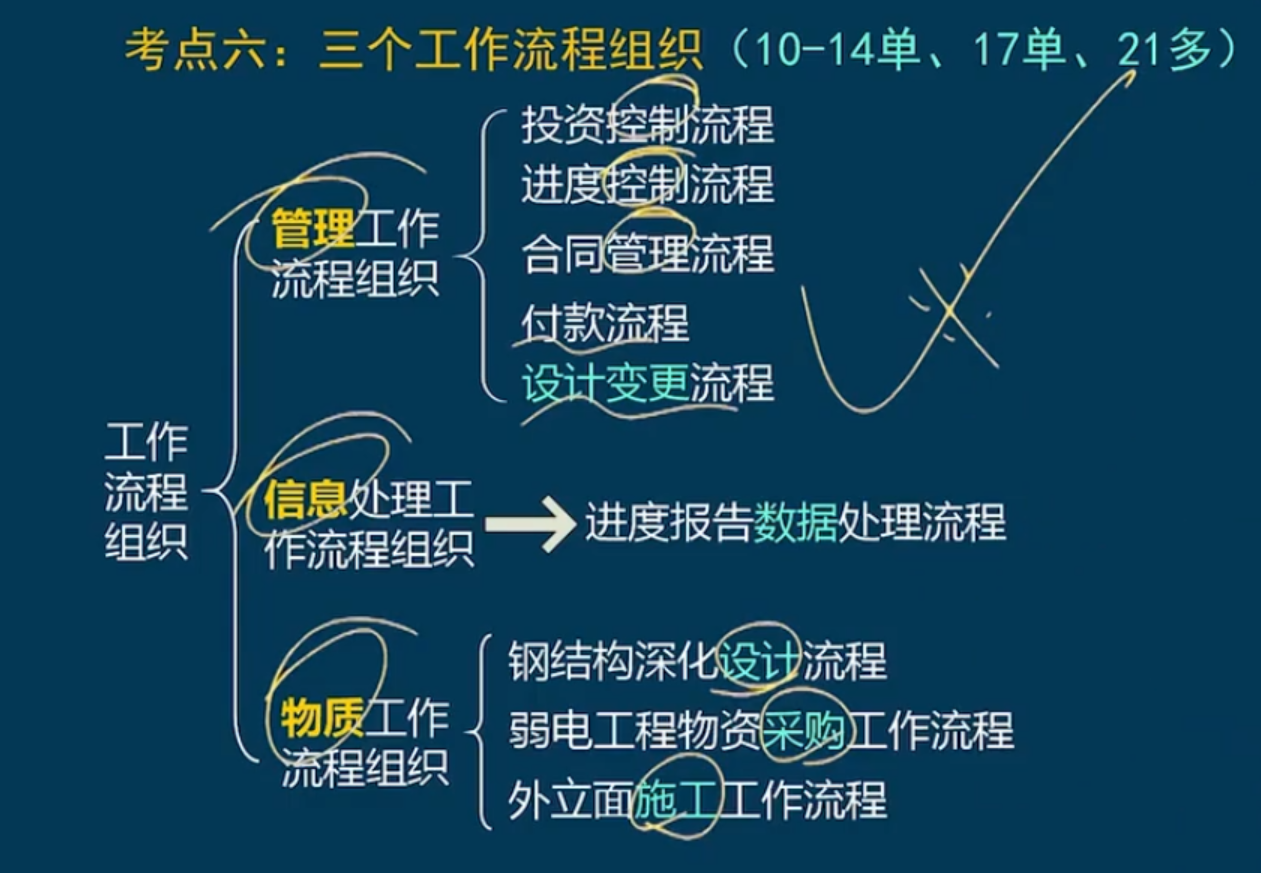 考点六：三个工作流程组织（10-14单、17单、21多）
投资控制流程
进度控制流程
管理工作
流程组织
合同管理流程
付款流程
设计变更流程
工作
流程
组织
信息处理工
作流程组织
进度报告数据处理流程
钢结构深化设计流程
物质工作
流程组织
弱电工程物资采购工作流程
外立面施工工作流程